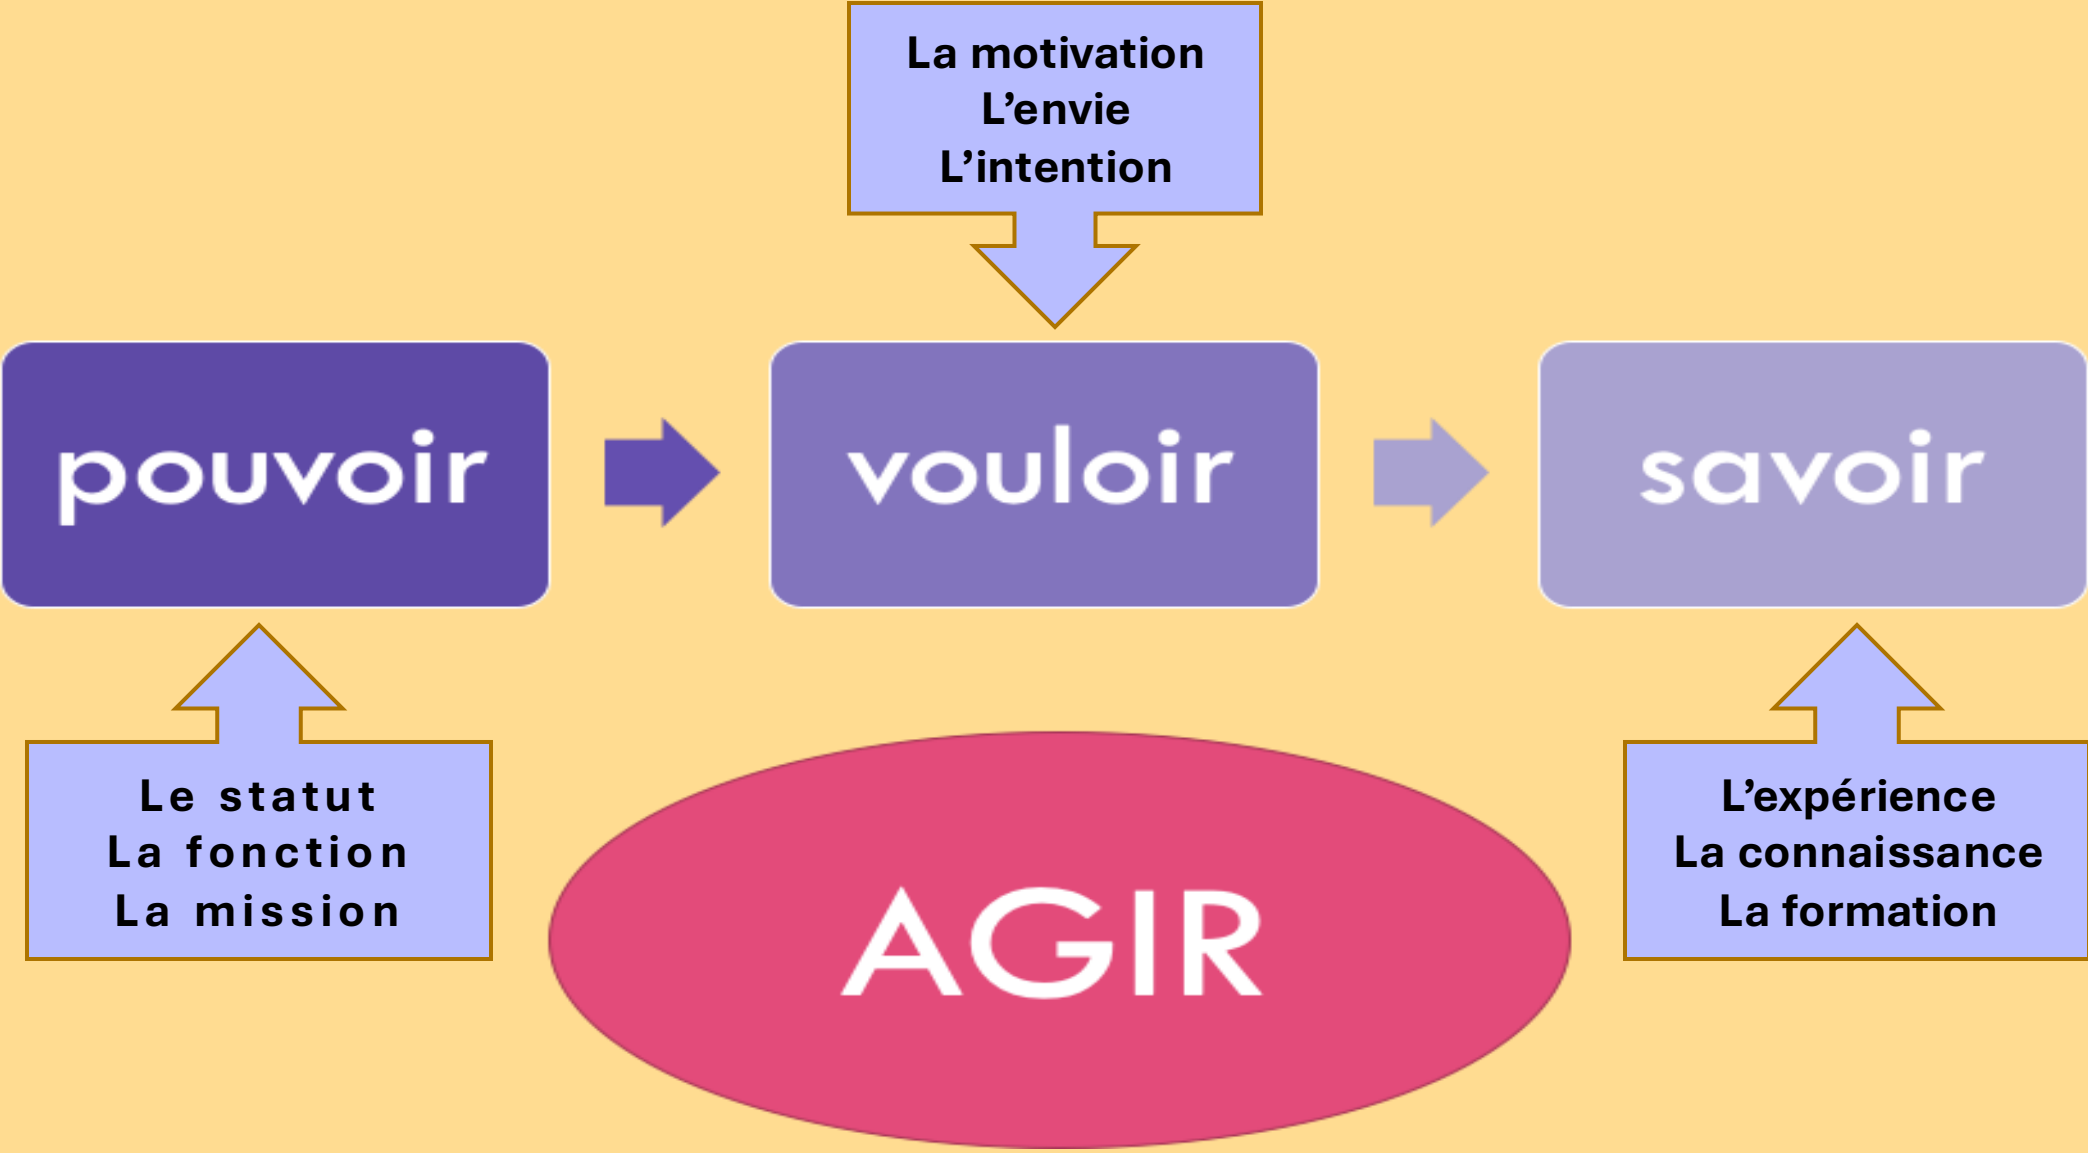 La motivation
L’envie
L’intention
pouvoir
vouloir
savoir
Le statut
La fonction
La mission
AGIR
L’expérience
La connaissance
La formation